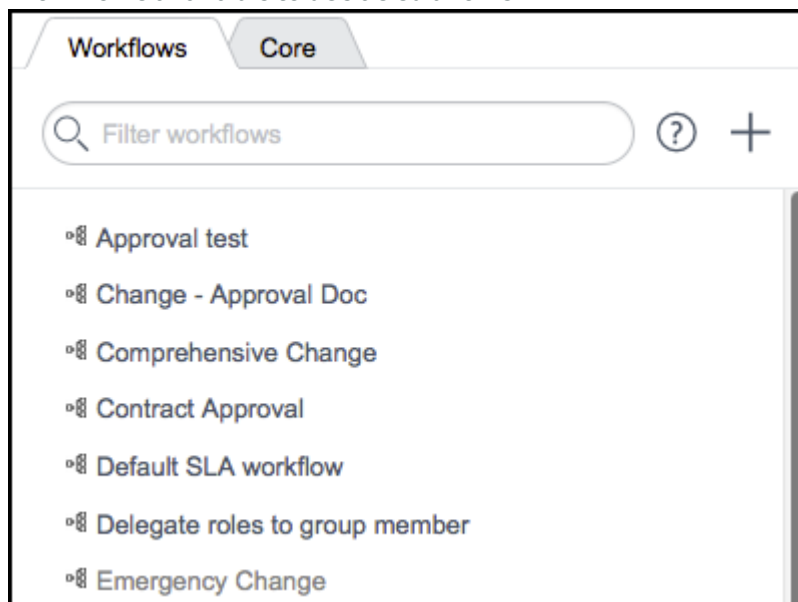 Workflows
Core
Filter workflows
?
Approval test
Change - Approval Doc
Comprehensive Change
Contract Approval
Default SLA workflow
Delegate roles to group member
Emergency Change